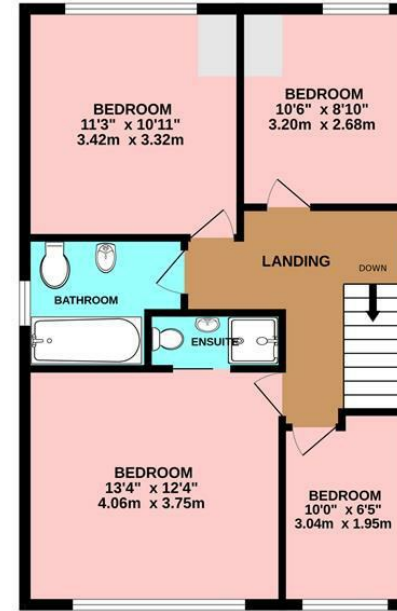 BEDROOM
11'3" x 10'11"
3.42m x 3.32m
BEDROOM
10'6" x 8'10"
3.20m x 2.68m
LANDING
DOWN
BATHROOM
ENSUITE
BEDROOM
13'4" x 12'4"
4.06m x 3.75m
BEDROOM
10'0" x 6'5"
3.04m x 1.95m